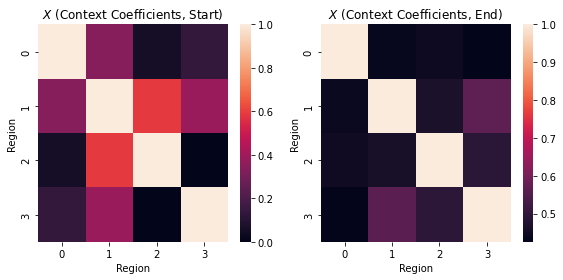 X (Context Coefficients, Start)
Region
0
1
2
3
0 1 2 3
Region
1.0
0.8
0.6
0.4
0.2
0.0
X (Context Coefficients, End)
Region
0
1
2
3
0 1 2 3
Region
1.0
0.9
0.8
0.7
0.6
0.5